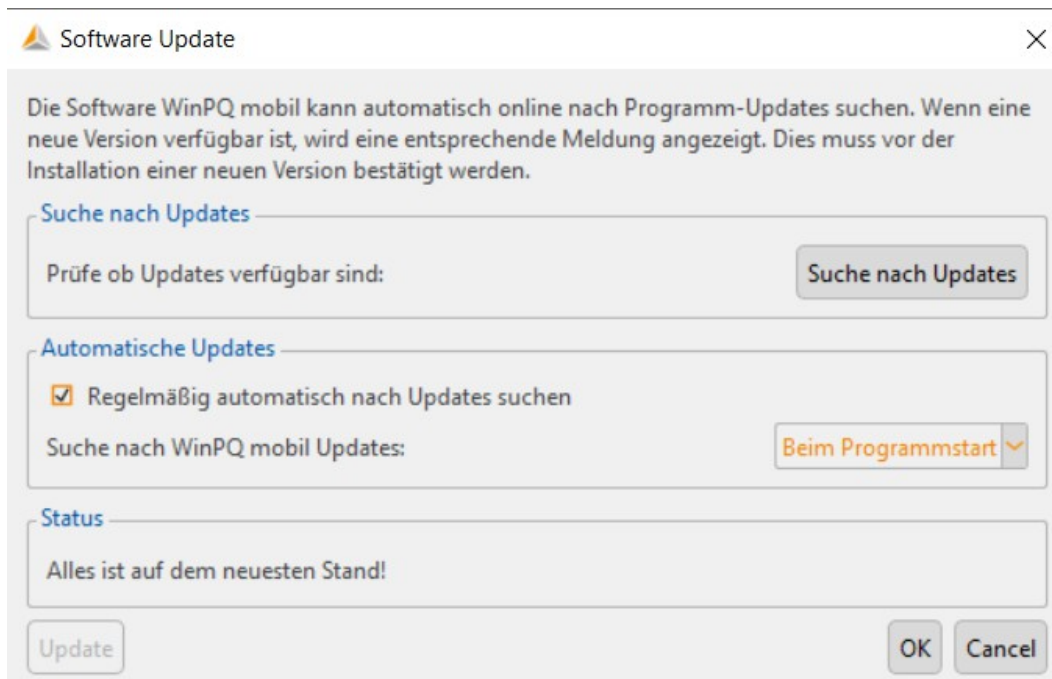 Software Update
Die Software WinPQ mobil kann automatisch online nach Programm-Updates suchen. Wenn eine
neue Version verfügbar ist, wird eine entsprechende Meldung angezeigt. Dies muss vor der
Installation einer neuen Version bestätigt werden.
Suche nach Updates
Prüfe ob Updates verfügbar sind:
Suche nach Updates
Automatische Updates
Regelmäßig automatisch nach Updates suchen
Suche nach WinPQ mobil Updates:
Beim Programmstart
Status
Alles ist auf dem neuesten Stand!
Update
OK
Cancel